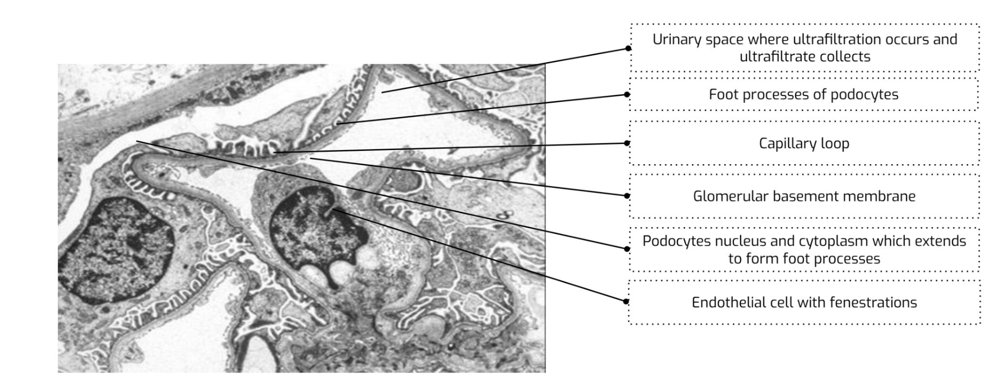 Urinary space where ultrafiltration occurs and
ultrafiltrate collects
Foot processes of podocytes
Capillary loop
Glomerular basement membrane
Podocytes nucleus and cytoplasm which extends
to form foot processes
Endothelial cell with fenestrations